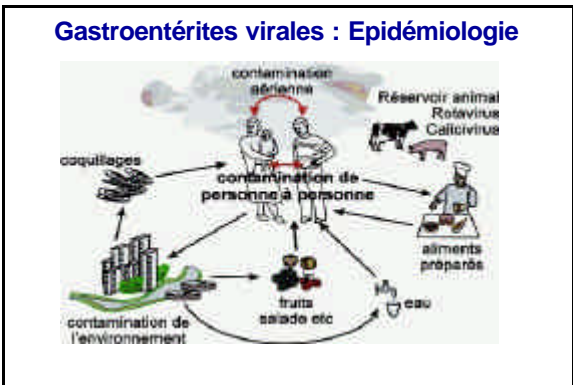 Gastroentérites virales : Epidémiologie
contamination
aérienne
Réservoir animal
Rotavirus
Calicivirus
coquillages
contamination de
personne à personne
aliments
préparés
fruits
salade etc
eau
contamination de
l'environnement